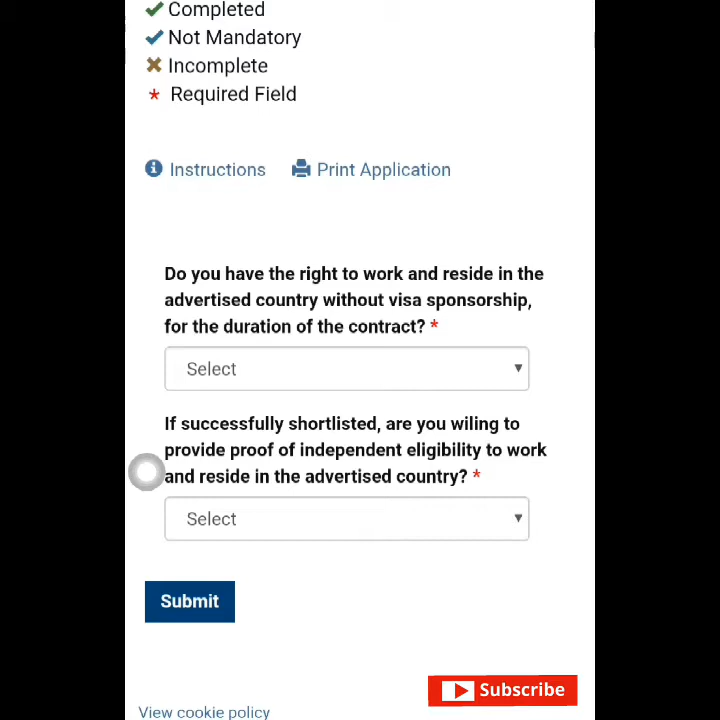 Completed
Not Mandatory
Incomplete
* Required Field
Instructions Print Application
Do you have the right to work and reside in the
advertised country without visa sponsorship,
for the duration of the contract? *
Select
If successfully shortlisted, are you wiling to
provide proof of independent eligibility to work
and reside in the advertised country? *
Select
Submit
Subscribe
View cookie policy